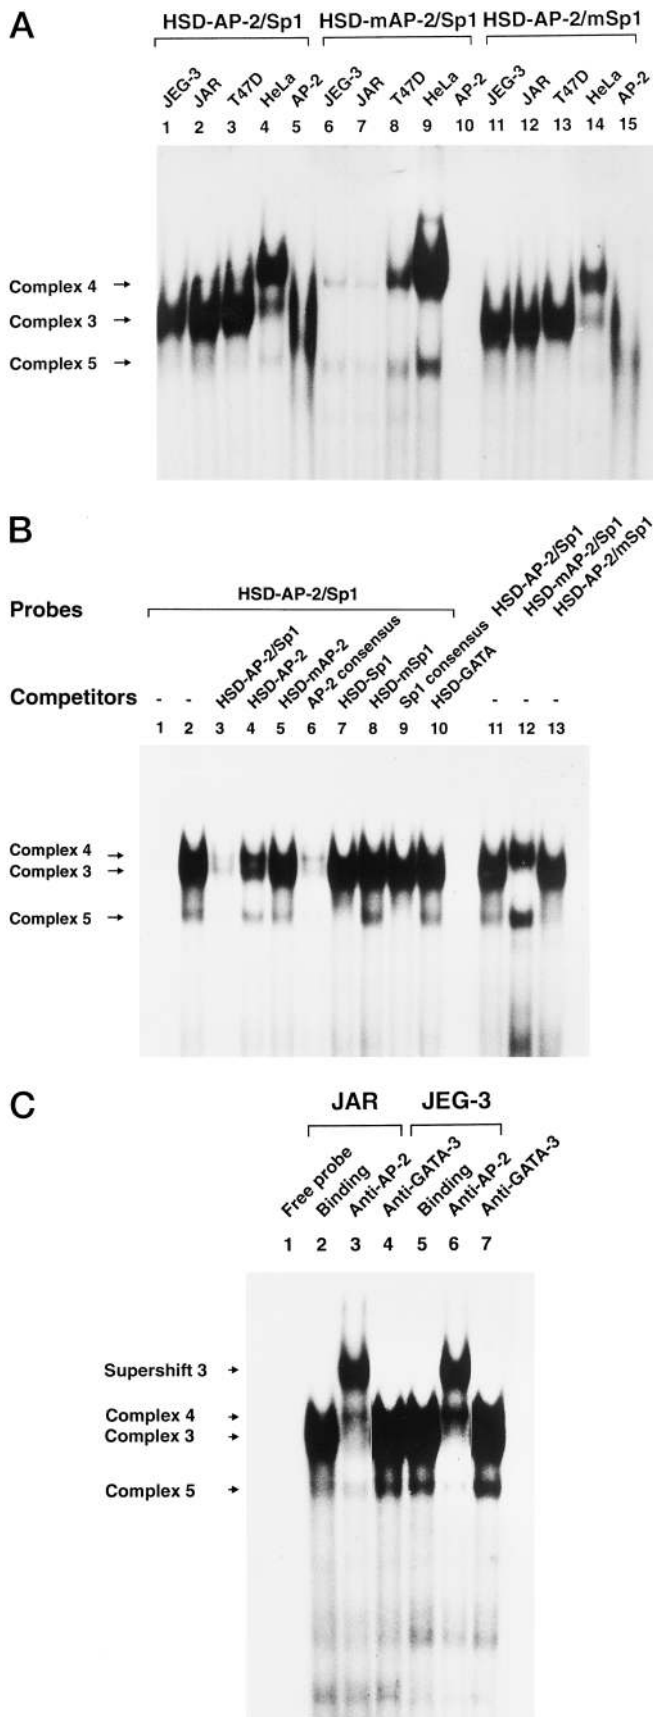 A
HSD-AP-2/Sp1 HSD-mAP-2/Sp1 HSD-AP-2/mSp1
JEG-3 JAR T47D HeLa AP-2 JEG-3 JAR T47D HeLa AP-2 JEG-3 JAR T47D HeLa AP-2
1 2 3 4 5 6 7 8 9 10 11 12 13 14 15
Complex 4
Complex 3
Complex 5
B
Probes
HSD-AP-2/Sp1
HSD-AP-2/Sp1 HSD-mAP-2/Sp1 HSD-AP-2/mSp1
Competitors
- - HSD-AP-2/Sp1 HSD-AP-2 HSD-mAP-2 AP-2 consensus HSD-Sp1 HSD-mSp1 Sp1 consensus HSD-GATA - - -
1 2 3 4 5 6 7 8 9 10 11 12 13
Complex 4
Complex 3
Complex 5
C
JAR JEG-3
Free probe Binding Anti-AP-2 Anti-GATA-3 Binding Anti-AP-2 Anti-GATA-3
1 2 3 4 5 6 7
Supershift 3
Complex 4
Complex 3
Complex 5